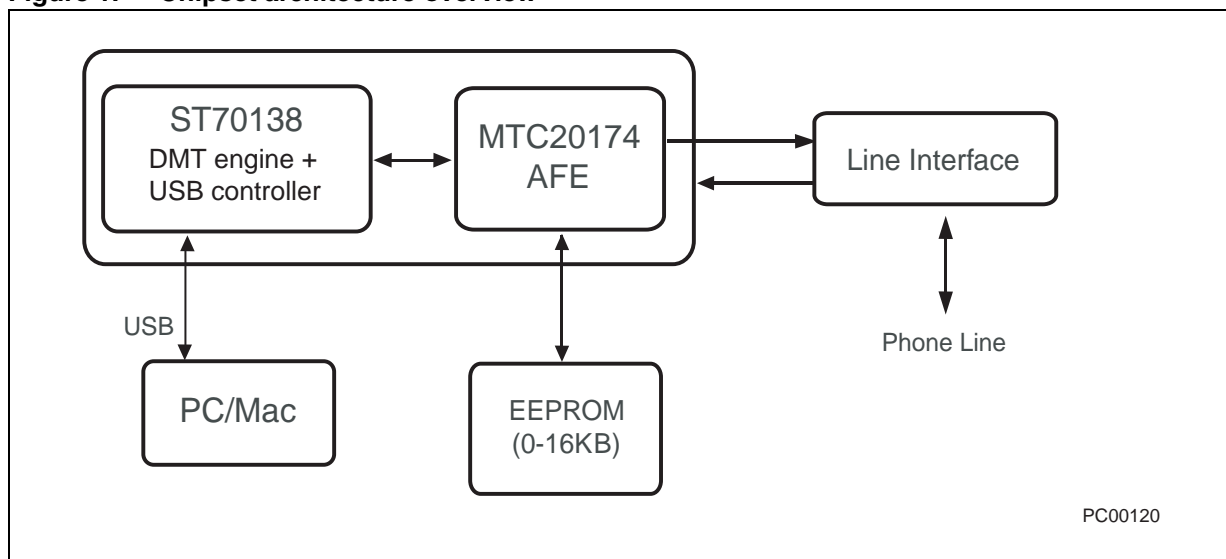 Figure 1. Chipset architecture overview
ST70138
DMT engine +
USB controller
MTC20174
AFE
Line Interface
USB
Phone Line
PC/Mac
EEPROM
(0-16KB)
PC00120